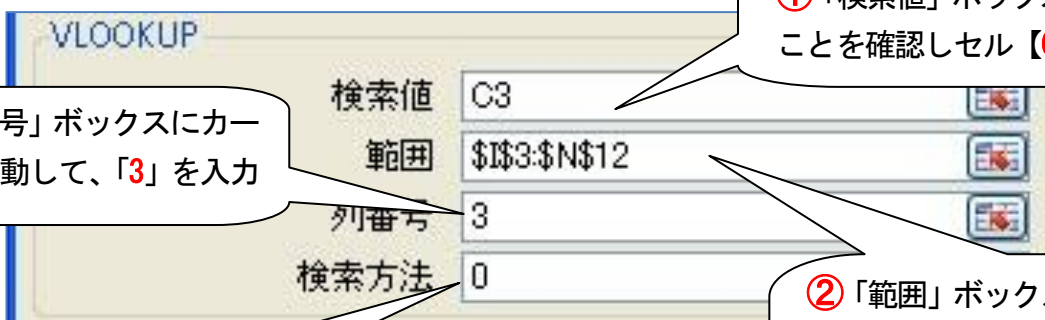 ①「検索値」ボックス
ことを確認しセル【
VLOOKUP
検索値 C3
号」ボックスにカー
動して、「3」を入力
範囲 $I$3:$N$12
列番号 3
検索方法 0
②「範囲」ボック